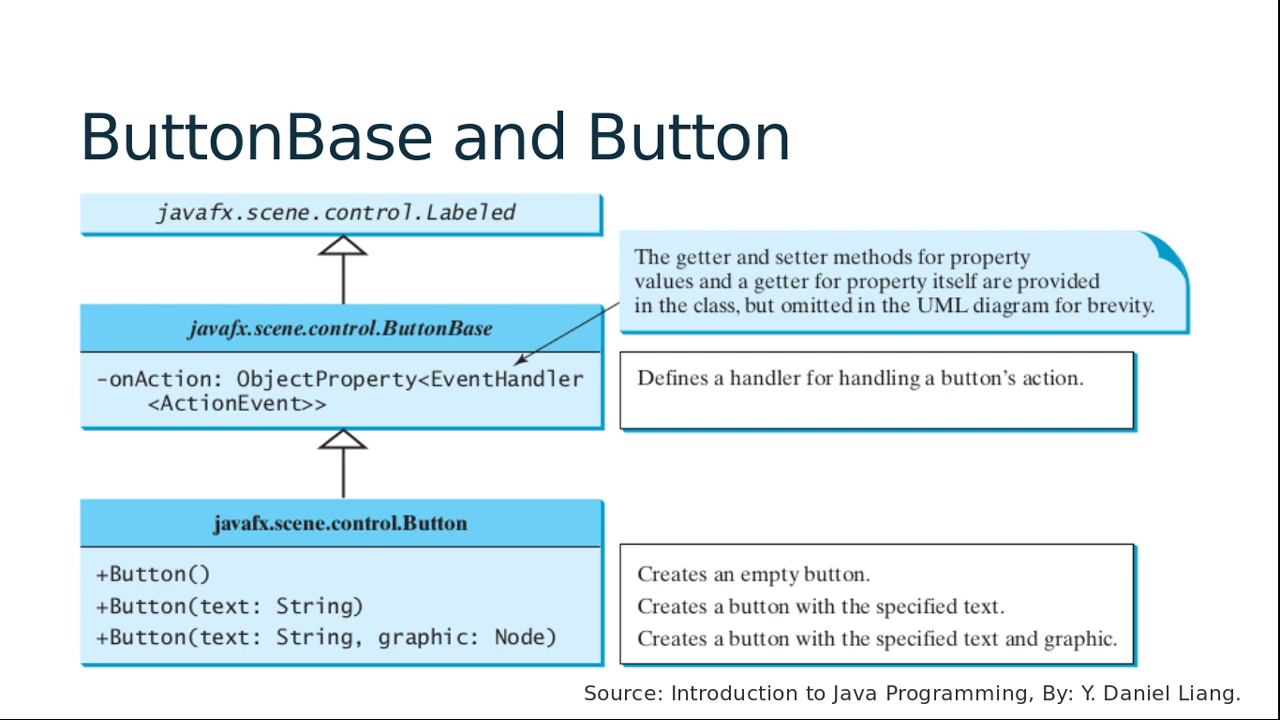 ButtonBase and Button
javafx.scene.control.Labeled
The getter and setter methods for property
values and a getter for property itself are provided
in the class, but omitted in the UML diagram for brevity.
javafx.scene.control.ButtonBase
-onAction: ObjectProperty<EventHandler
<ActionEvent>>
Defines a handler for handling a button’s action.
javafx.scene.control.Button
+Button()
+Button(text: String)
+Button(text: String, graphic: Node)
Creates an empty button.
Creates a button with the specified text.
Creates a button with the specified text and graphic.
Source: Introduction to Java Programming, By: Y. Daniel Liang.